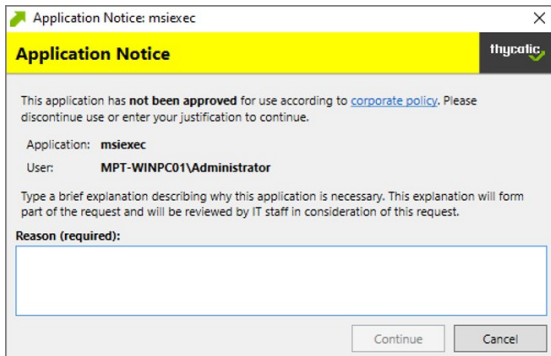 Application Notice: msiexec
Application Notice
thycotic
This application has not been approved for use according to corporate policy. Please
discontinue use or enter your justification to continue.
Application: msiexec
User: MPT-WINPC01\Administrator
Type a brief explanation describing why this application is necessary. This explanation will form
part of the request and will be reviewed by IT staff in consideration of this request.
Reason (required):
Continue
Cancel